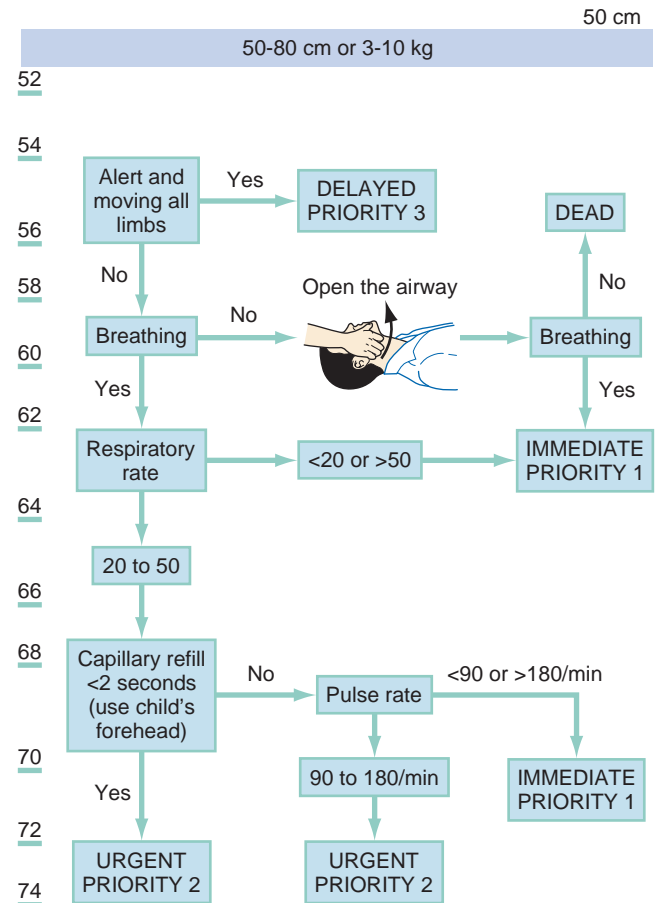 50 cm
50-80 cm or 3-10 kg
52
54
Alert and
moving all
limbs
Yes
DELAYED
PRIORITY 3
DEAD
56
No
No
58
Open the airway
Breathing
No
Breathing
60
Yes
Yes
62
Respiratory
rate
<20 or >50
IMMEDIATE
PRIORITY 1
64
20 to 50
66
68
Capillary refill
<2 seconds
(use child's
forehead)
No
Pulse rate
<90 or >180/min
70
90 to 180/min
IMMEDIATE
PRIORITY 1
Yes
72
URGENT
PRIORITY 2
URGENT
PRIORITY 2
74